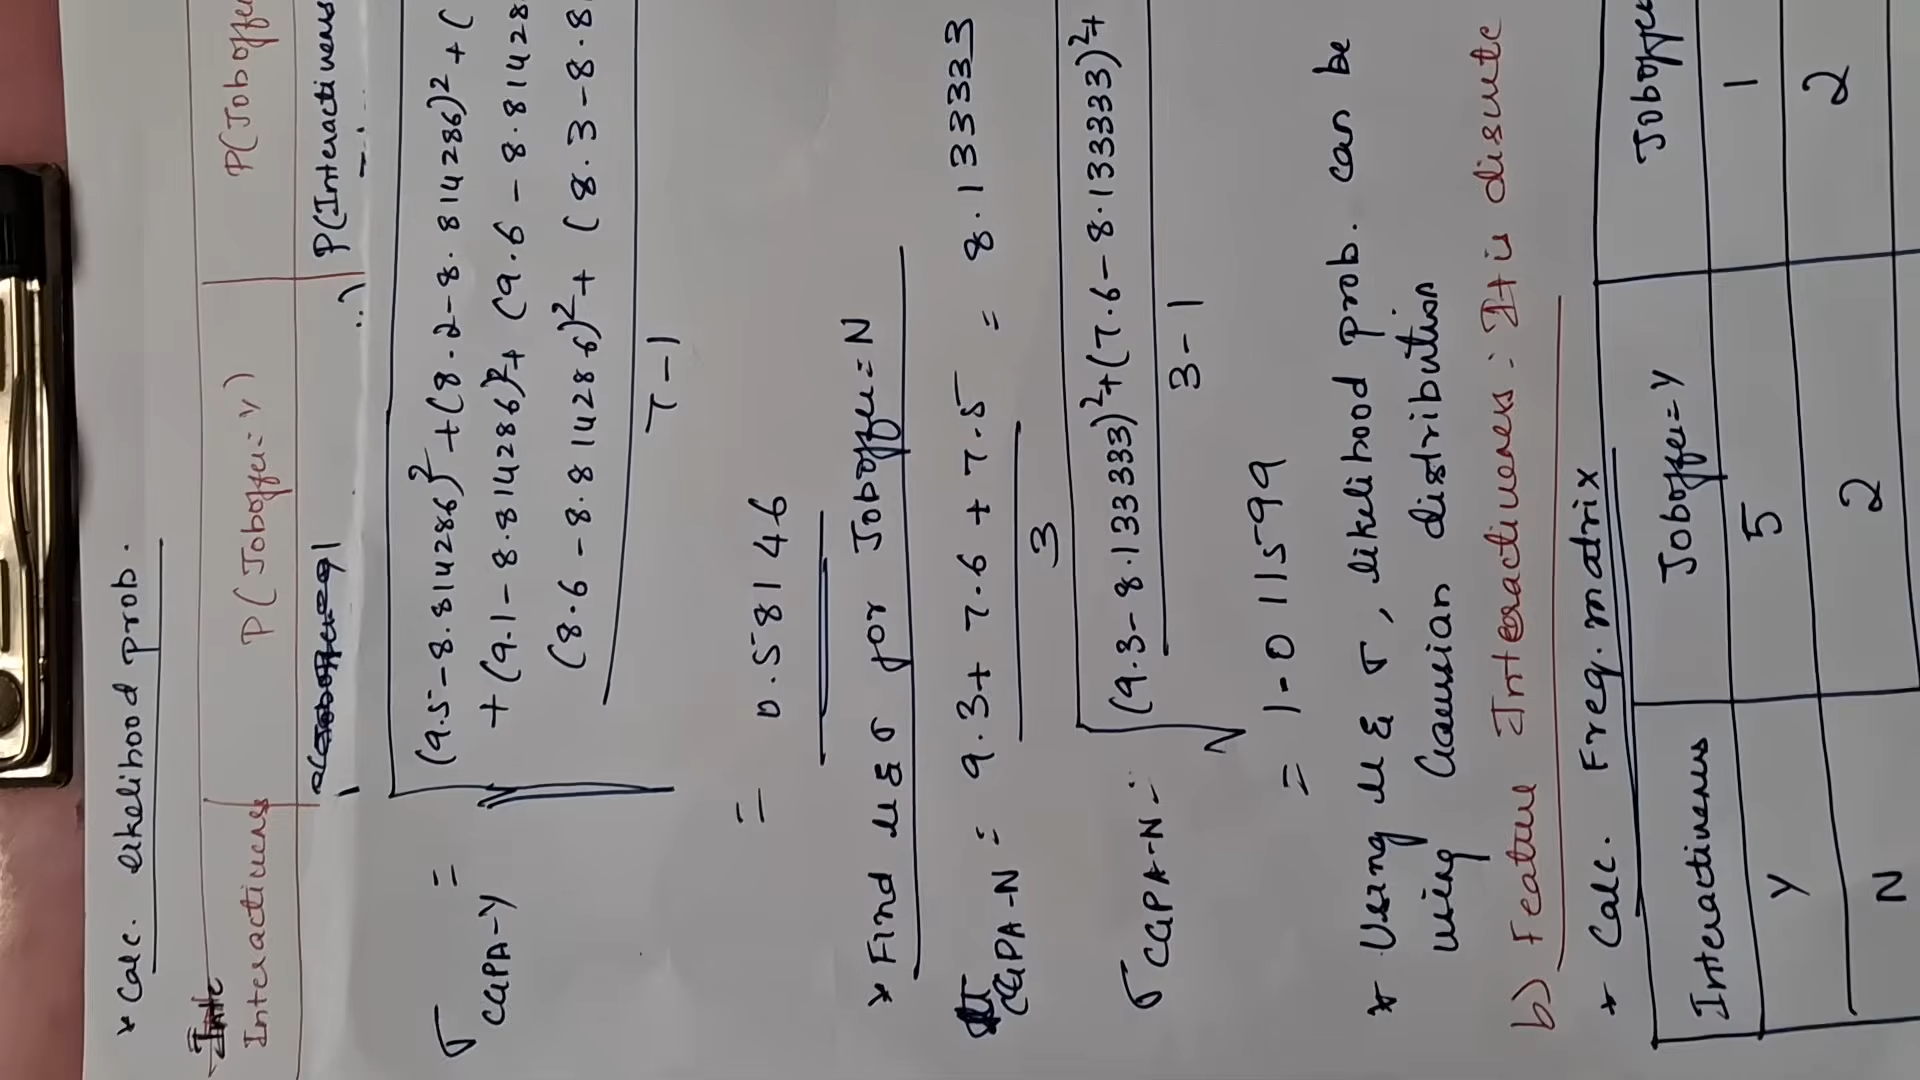 * Calc. likelihood prob.
Interactiveness P(Joboffer=Y) P(Joboffer
P(Interactiveness
σ CGPA-Y = (9.5-8.814286)² + (8.2-8.814286)² + (
+ (9.1-8.814286)² + (9.6-8.81428
(8.6-8.814286)² + (8.3-8.8
7-1
= 0.58146
* Find μ & σ for Joboffer=N
CGPA-N = 9.3+7.6+7.5 = 8.133333
3
σ CGPA-N = √ (9.3-8.133333)² + (7.6-8.133333)² +
3-1
= 1.011599
* Using μ & σ, likelihood prob. can be
using Gaussian distribution
b) Feature Interactiveness: It is discrete
* Calc. Freq. matrix
Interactiveness Joboffer=Y Joboffe
Y 5 1
N 2 2